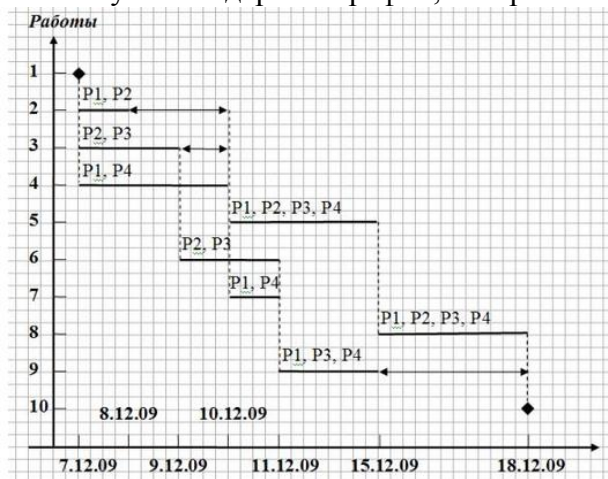 Работы
1
P1, P2
2
P2, P3
3
P1, P4
4
P1, P2, P3, P4
5
P2, P3
6
P1, P4
7
P1, P2, P3, P4
8
P1, P3, P4
9
10
8.12.09 10.12.09
7.12.09 9.12.09 11.12.09 15.12.09 18.12.09